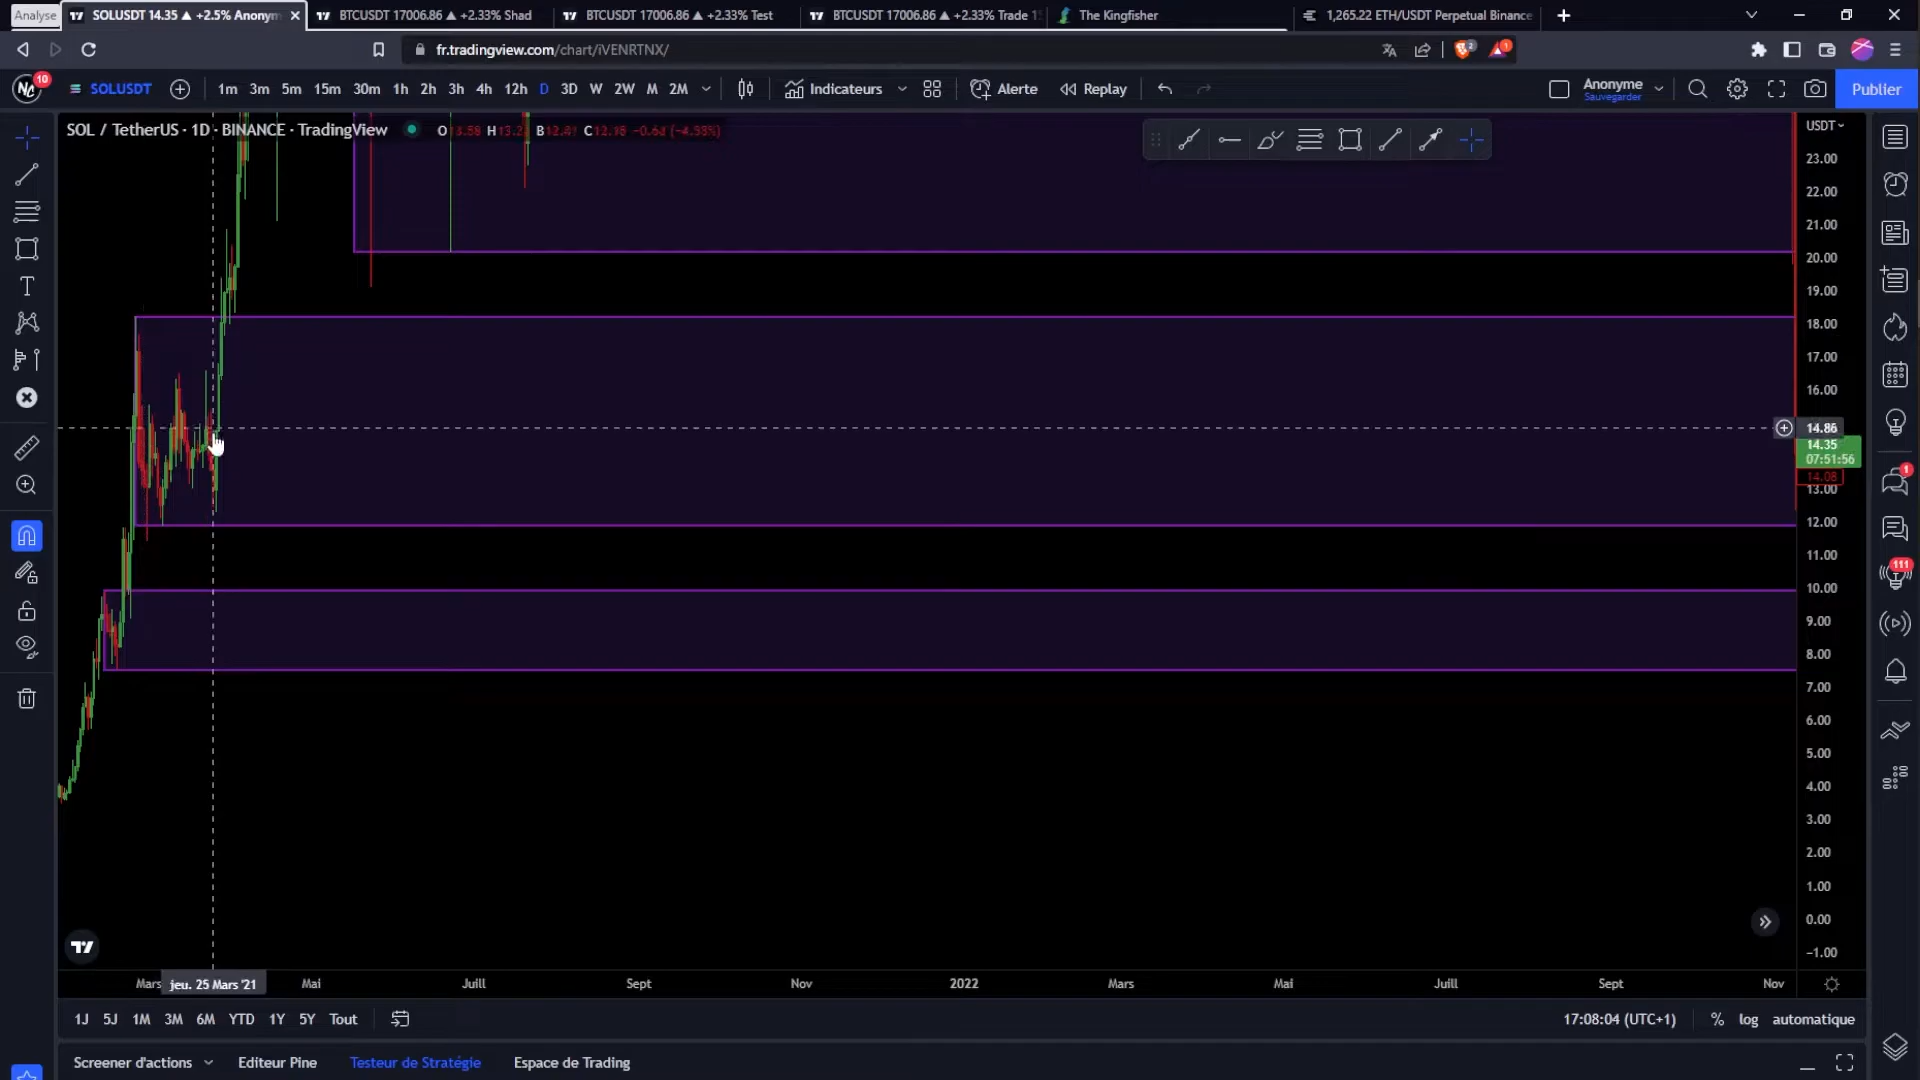 Analyse
SOLUSDT 14.35 ▲ +2.5% Anonym
BTCUSDT 17006.86 ▲ +2.33% Shad
BTCUSDT 17006.86 ▲ +2.33% Test
BTCUSDT 17006.86 ▲ +2.33% Trade 1
The Kingfisher
1,265.22 ETH/USDT Perpetual Binance
fr.tradingview.com/chart/iVENRTNX/
2
1
10
SOLUSDT
1m 3m 5m 15m 30m 1h 2h 3h 4h 12h D 3D W 2W M 2M
Indicateurs
Alerte
Replay
Anonyme
Sauvegarder
Publier
SOL / TetherUS · 1D · BINANCE · TradingView
USDT
23.00
22.00
21.00
20.00
19.00
18.00
17.00
16.00
14.86
14.35
07:51:56
14.08
13.00
12.00
11.00
10.00
9.00
8.00
7.00
6.00
5.00
4.00
3.00
2.00
1.00
0.00
−1.00
1
111
Mars jeu. 25 Mars '21 Mai Juill Sept Nov 2022 Mars Mai Juill Sept Nov
1J 5J 1M 3M 6M YTD 1Y 5Y Tout
17:08:04 (UTC+1) % log automatique
Screener d'actions Editeur Pine Testeur de Stratégie Espace de Trading